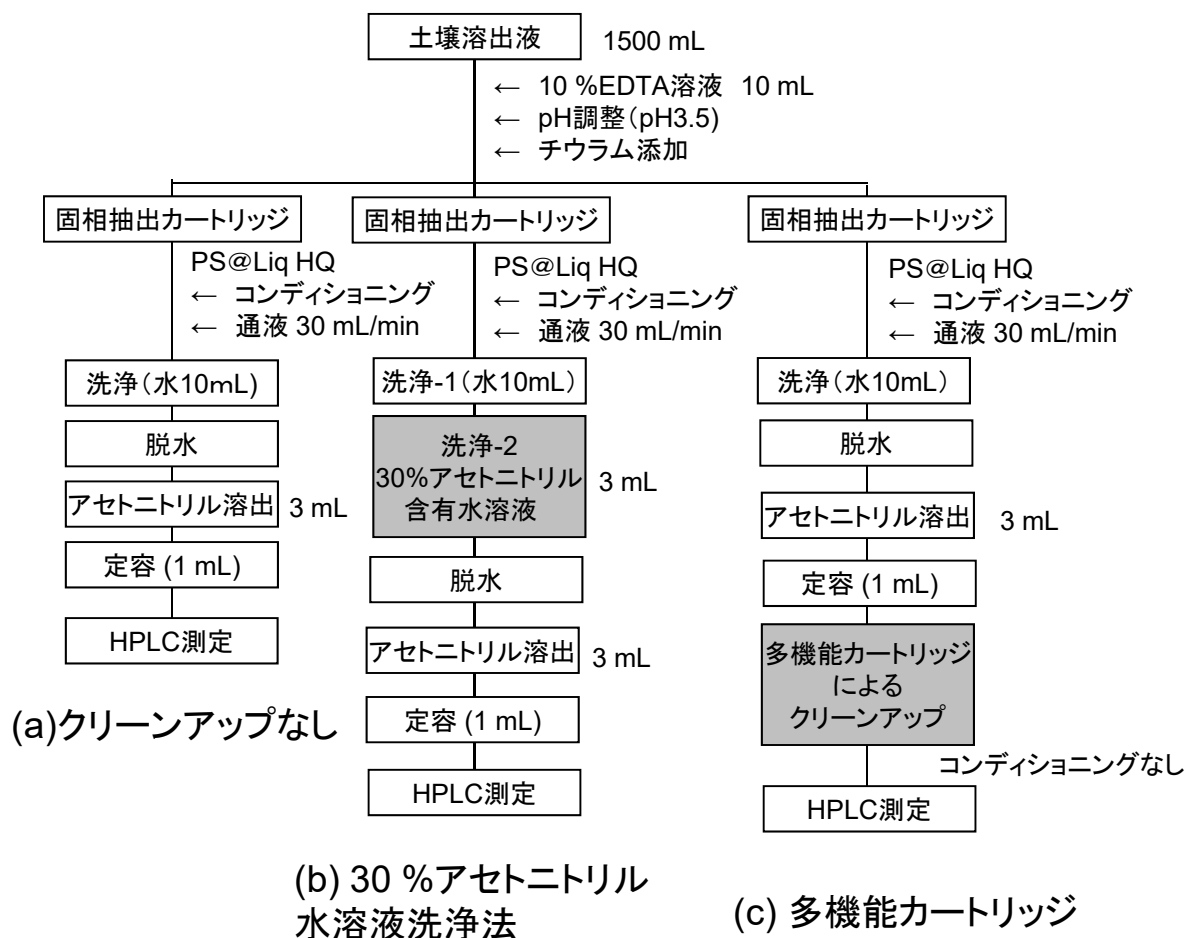 土壌溶出液 1500 mL
← 10 %EDTA溶液 10 mL
← pH調整(pH3.5)
← チウラム添加
固相抽出カートリッジ
PS@Liq HQ
← コンディショニング
← 通液 30 mL/min
洗浄(水10mL)
脱水
アセトニトリル溶出 3 mL
定容 (1 mL)
HPLC測定
(a)クリーンアップなし
固相抽出カートリッジ
PS@Liq HQ
← コンディショニング
← 通液 30 mL/min
洗浄-1(水10mL)
洗浄-2
30%アセトニトリル
含有水溶液
3 mL
脱水
アセトニトリル溶出 3 mL
定容 (1 mL)
HPLC測定
(b) 30 %アセトニトリル
水溶液洗浄法
固相抽出カートリッジ
PS@Liq HQ
← コンディショニング
← 通液 30 mL/min
洗浄(水10mL)
脱水
アセトニトリル溶出 3 mL
定容 (1 mL)
多機能カートリッジ
による
クリーンアップ
コンディショニングなし
HPLC測定
(c) 多機能カートリッジ